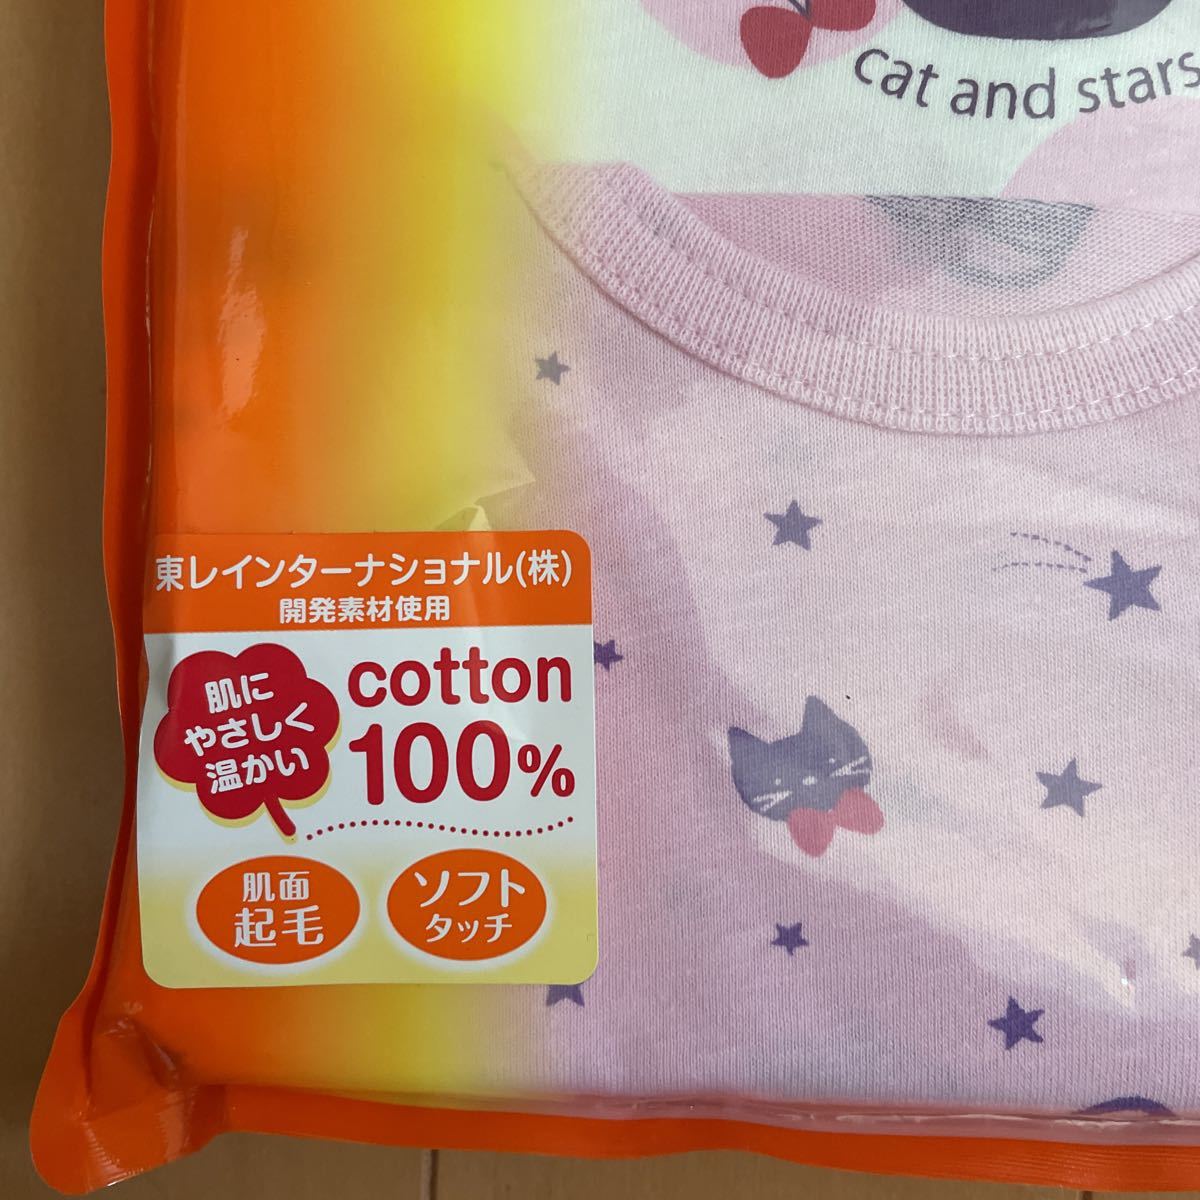 cat and stars
東レインターナショナル(株)
開発素材使用
肌に
やさしく
温かい
cotton
100%
肌面
起毛
ソフト
タッチ